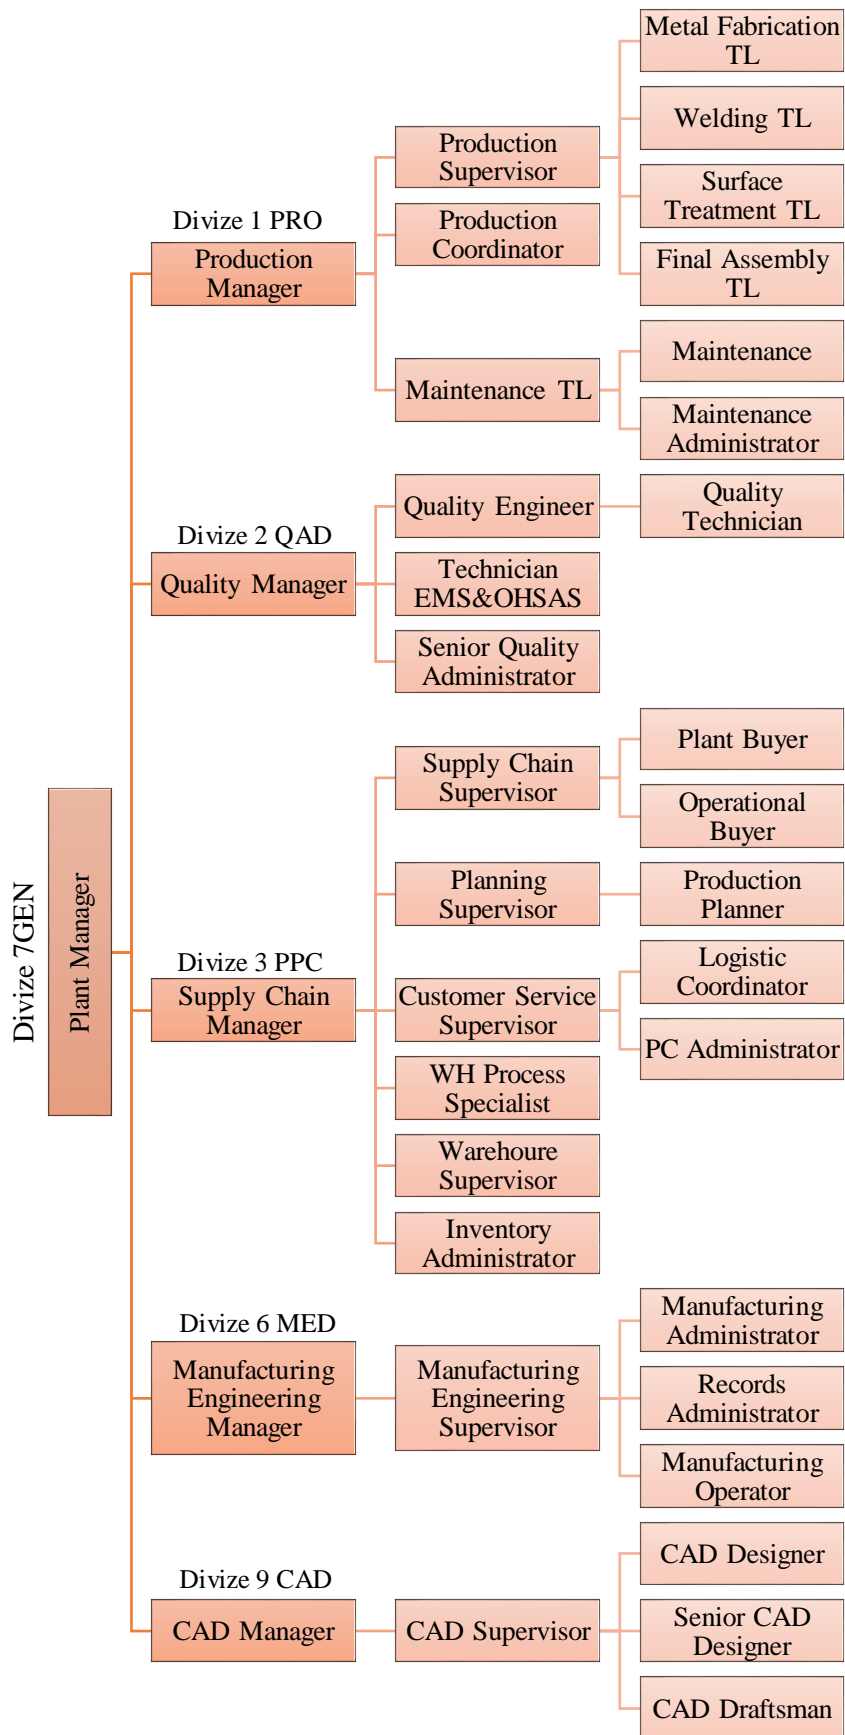 Divize 7GEN
Plant Manager
Divize 1 PRO
Production
Manager
Production
Supervisor
Metal Fabrication
TL
Welding TL
Surface
Treatment TL
Final Assembly
TL
Production
Coordinator
Maintenance TL
Maintenance
Maintenance
Administrator
Divize 2 QAD
Quality Manager
Quality Engineer
Quality
Technician
Technician
EMS&OHSAS
Senior Quality
Administrator
Divize 3 PPC
Supply Chain
Manager
Supply Chain
Supervisor
Plant Buyer
Operational
Buyer
Planning
Supervisor
Production
Planner
Customer Service
Supervisor
Logistic
Coordinator
PC Administrator
WH Process
Specialist
Warehoure
Supervisor
Inventory
Administrator
Divize 6 MED
Manufacturing
Engineering
Manager
Manufacturing
Engineering
Supervisor
Manufacturing
Administrator
Records
Administrator
Manufacturing
Operator
Divize 9 CAD
CAD Manager
CAD Supervisor
CAD Designer
Senior CAD
Designer
CAD Draftsman